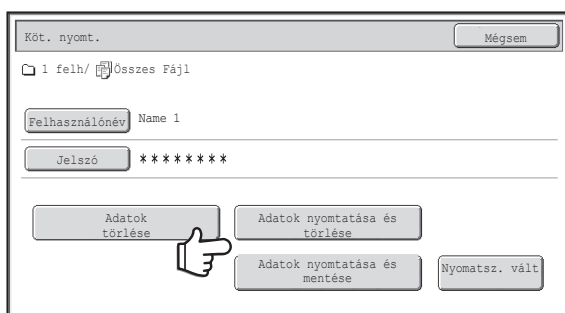 Köt. nyomt.
Mégsem
1 felh/ Összes Fájl
Felhasználónév Name 1
Jelszó ********
Adatok
törlése
Adatok nyomtatása és
törlése
Adatok nyomtatása és
mentése
Nyomatsz. vált